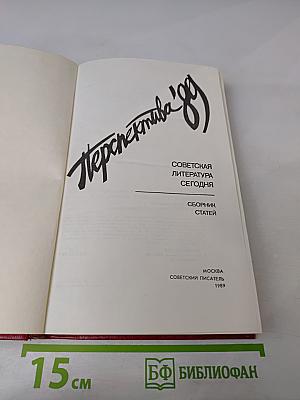 Перспектива'89
СОВЕТСКАЯ
ЛИТЕРАТУРА
СЕГОДНЯ
СБОРНИК
СТАТЕЙ
МОСКВА
СОВЕТСКИЙ ПИСАТЕЛЬ
1989
15 см
БФ БИБЛИОФАН